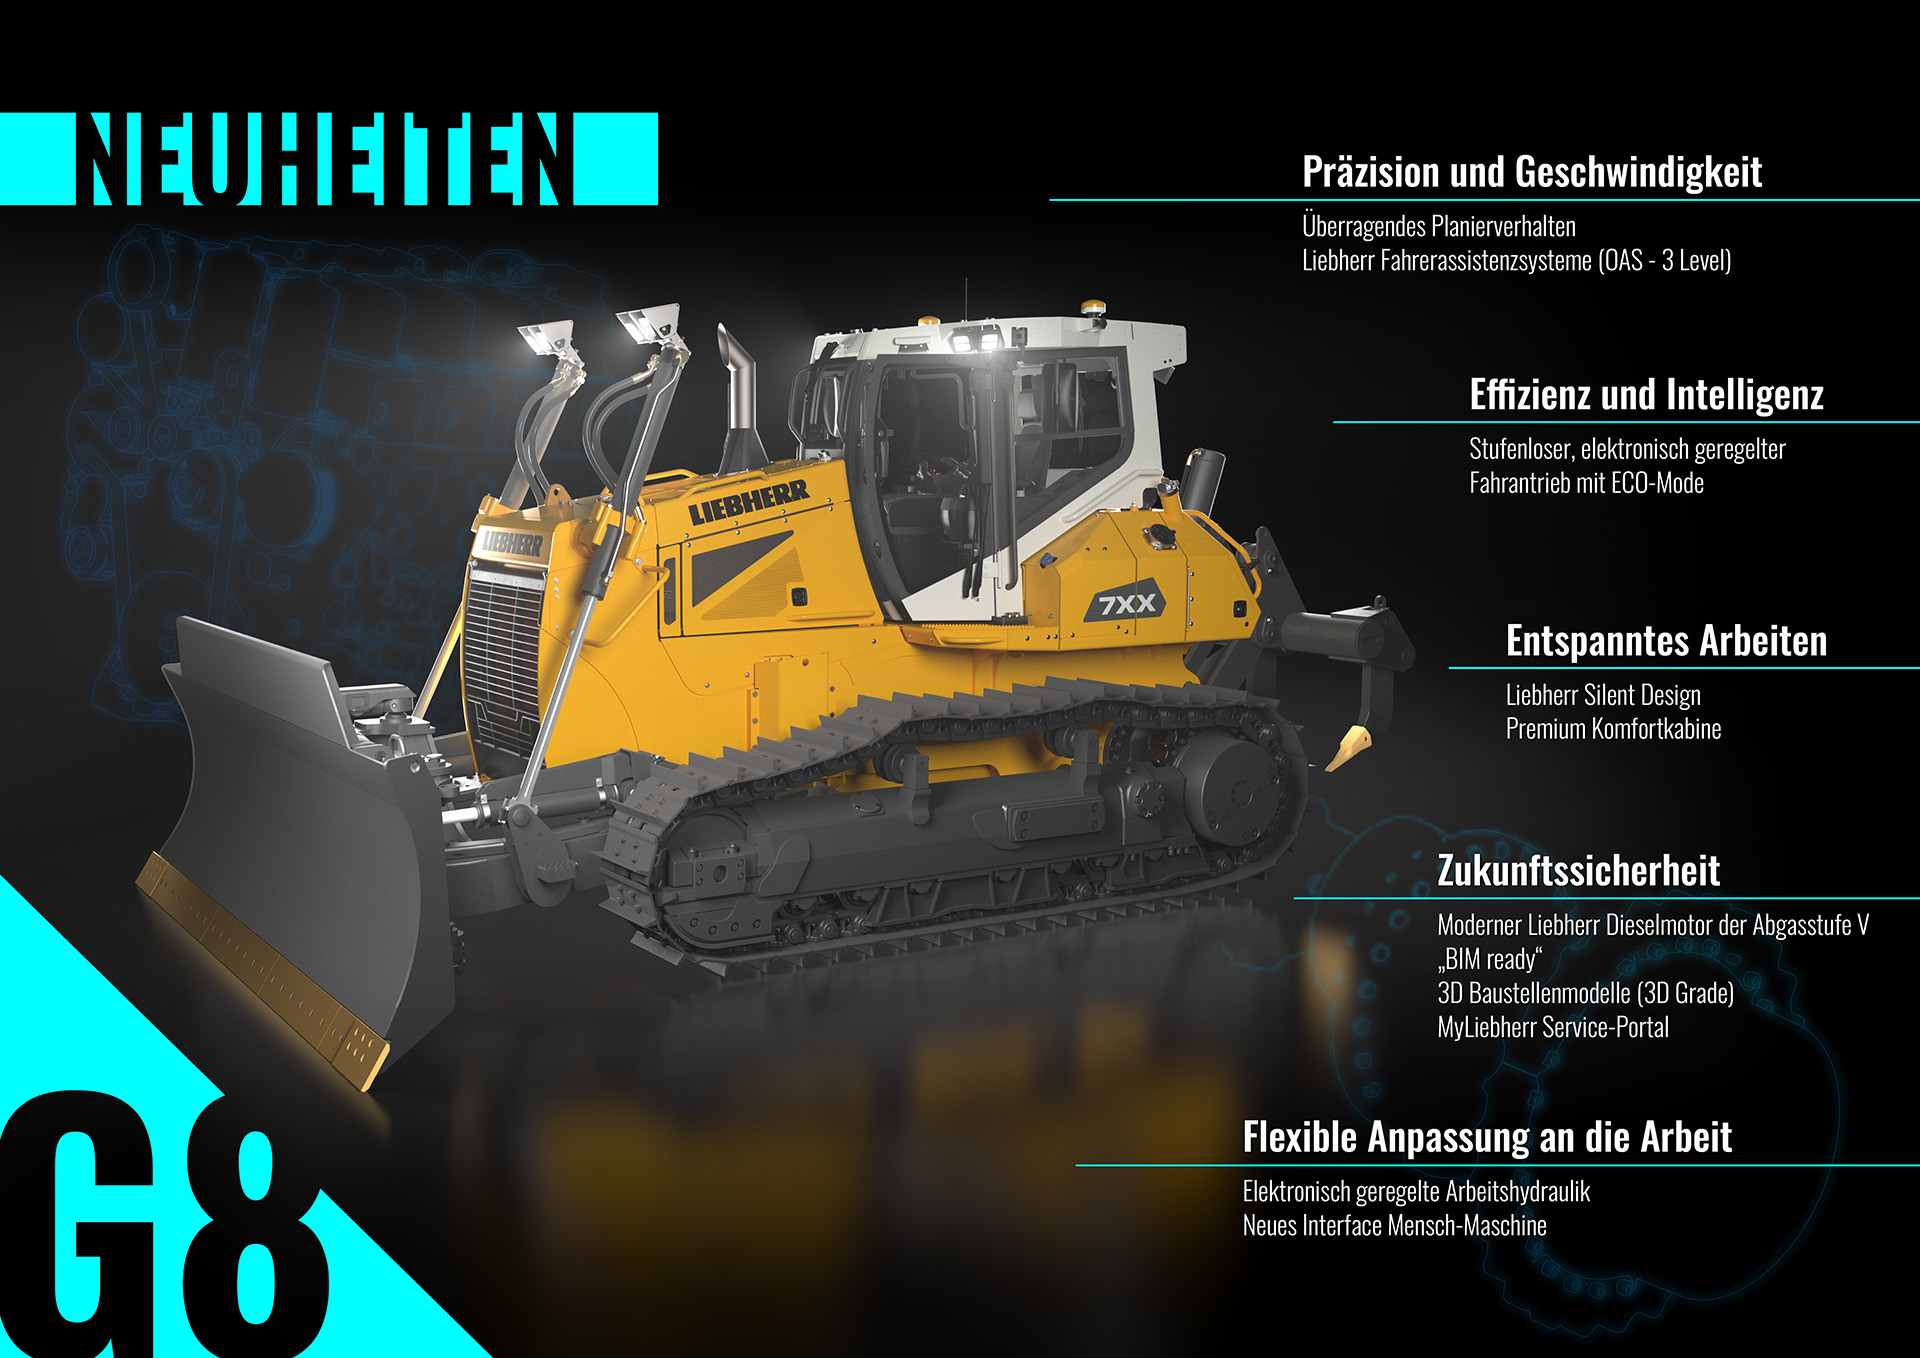 NEUHEITEN
Präzision und Geschwindigkeit
Überragendes Planierverhalten
Liebherr Fahrerassistenzsysteme (OAS - 3 Level)
Effizienz und Intelligenz
Stufenloser, elektronisch geregelter
Fahrantrieb mit ECO-Mode
LIEBHERR
LIEBHERR
7XX
Entspanntes Arbeiten
Liebherr Silent Design
Premium Komfortkabine
Zukunftssicherheit
Moderner Liebherr Dieselmotor der Abgasstufe V
„BIM ready“
3D Baustellenmodelle (3D Grade)
MyLiebherr Service-Portal
Flexible Anpassung an die Arbeit
Elektronisch geregelte Arbeitshydraulik
Neues Interface Mensch-Maschine
G8